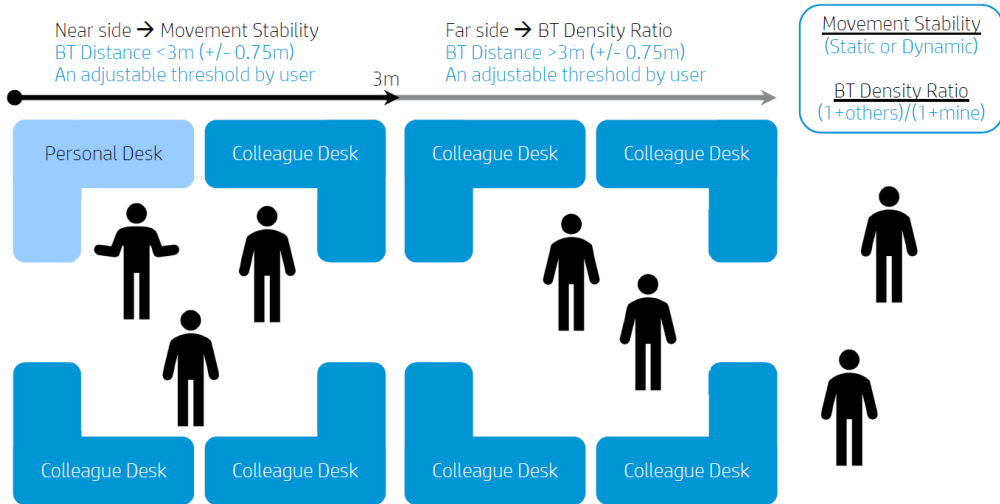 Near side → Movement Stability
BT Distance <3m (+/- 0.75m)
An adjustable threshold by user
Far side → BT Density Ratio
BT Distance >3m (+/- 0.75m)
An adjustable threshold by user
3m
Movement Stability
(Static or Dynamic)
BT Density Ratio
(1+others)/(1+mine)
Personal Desk
Colleague Desk
Colleague Desk
Colleague Desk
Colleague Desk
Colleague Desk
Colleague Desk
Colleague Desk